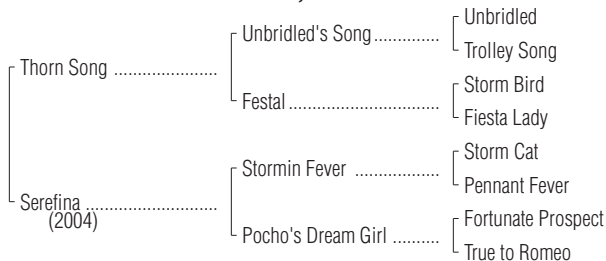 Unbridled
Unbridled's Song..............
Trolley Song
Thorn Song ......................
Storm Bird
Festal................................
Fiesta Lady
Storm Cat
Stormin Fever ..................
Pennant Fever
Serefina ............................
(2004)
Fortunate Prospect
Pocho's Dream Girl ..........
True to Romeo